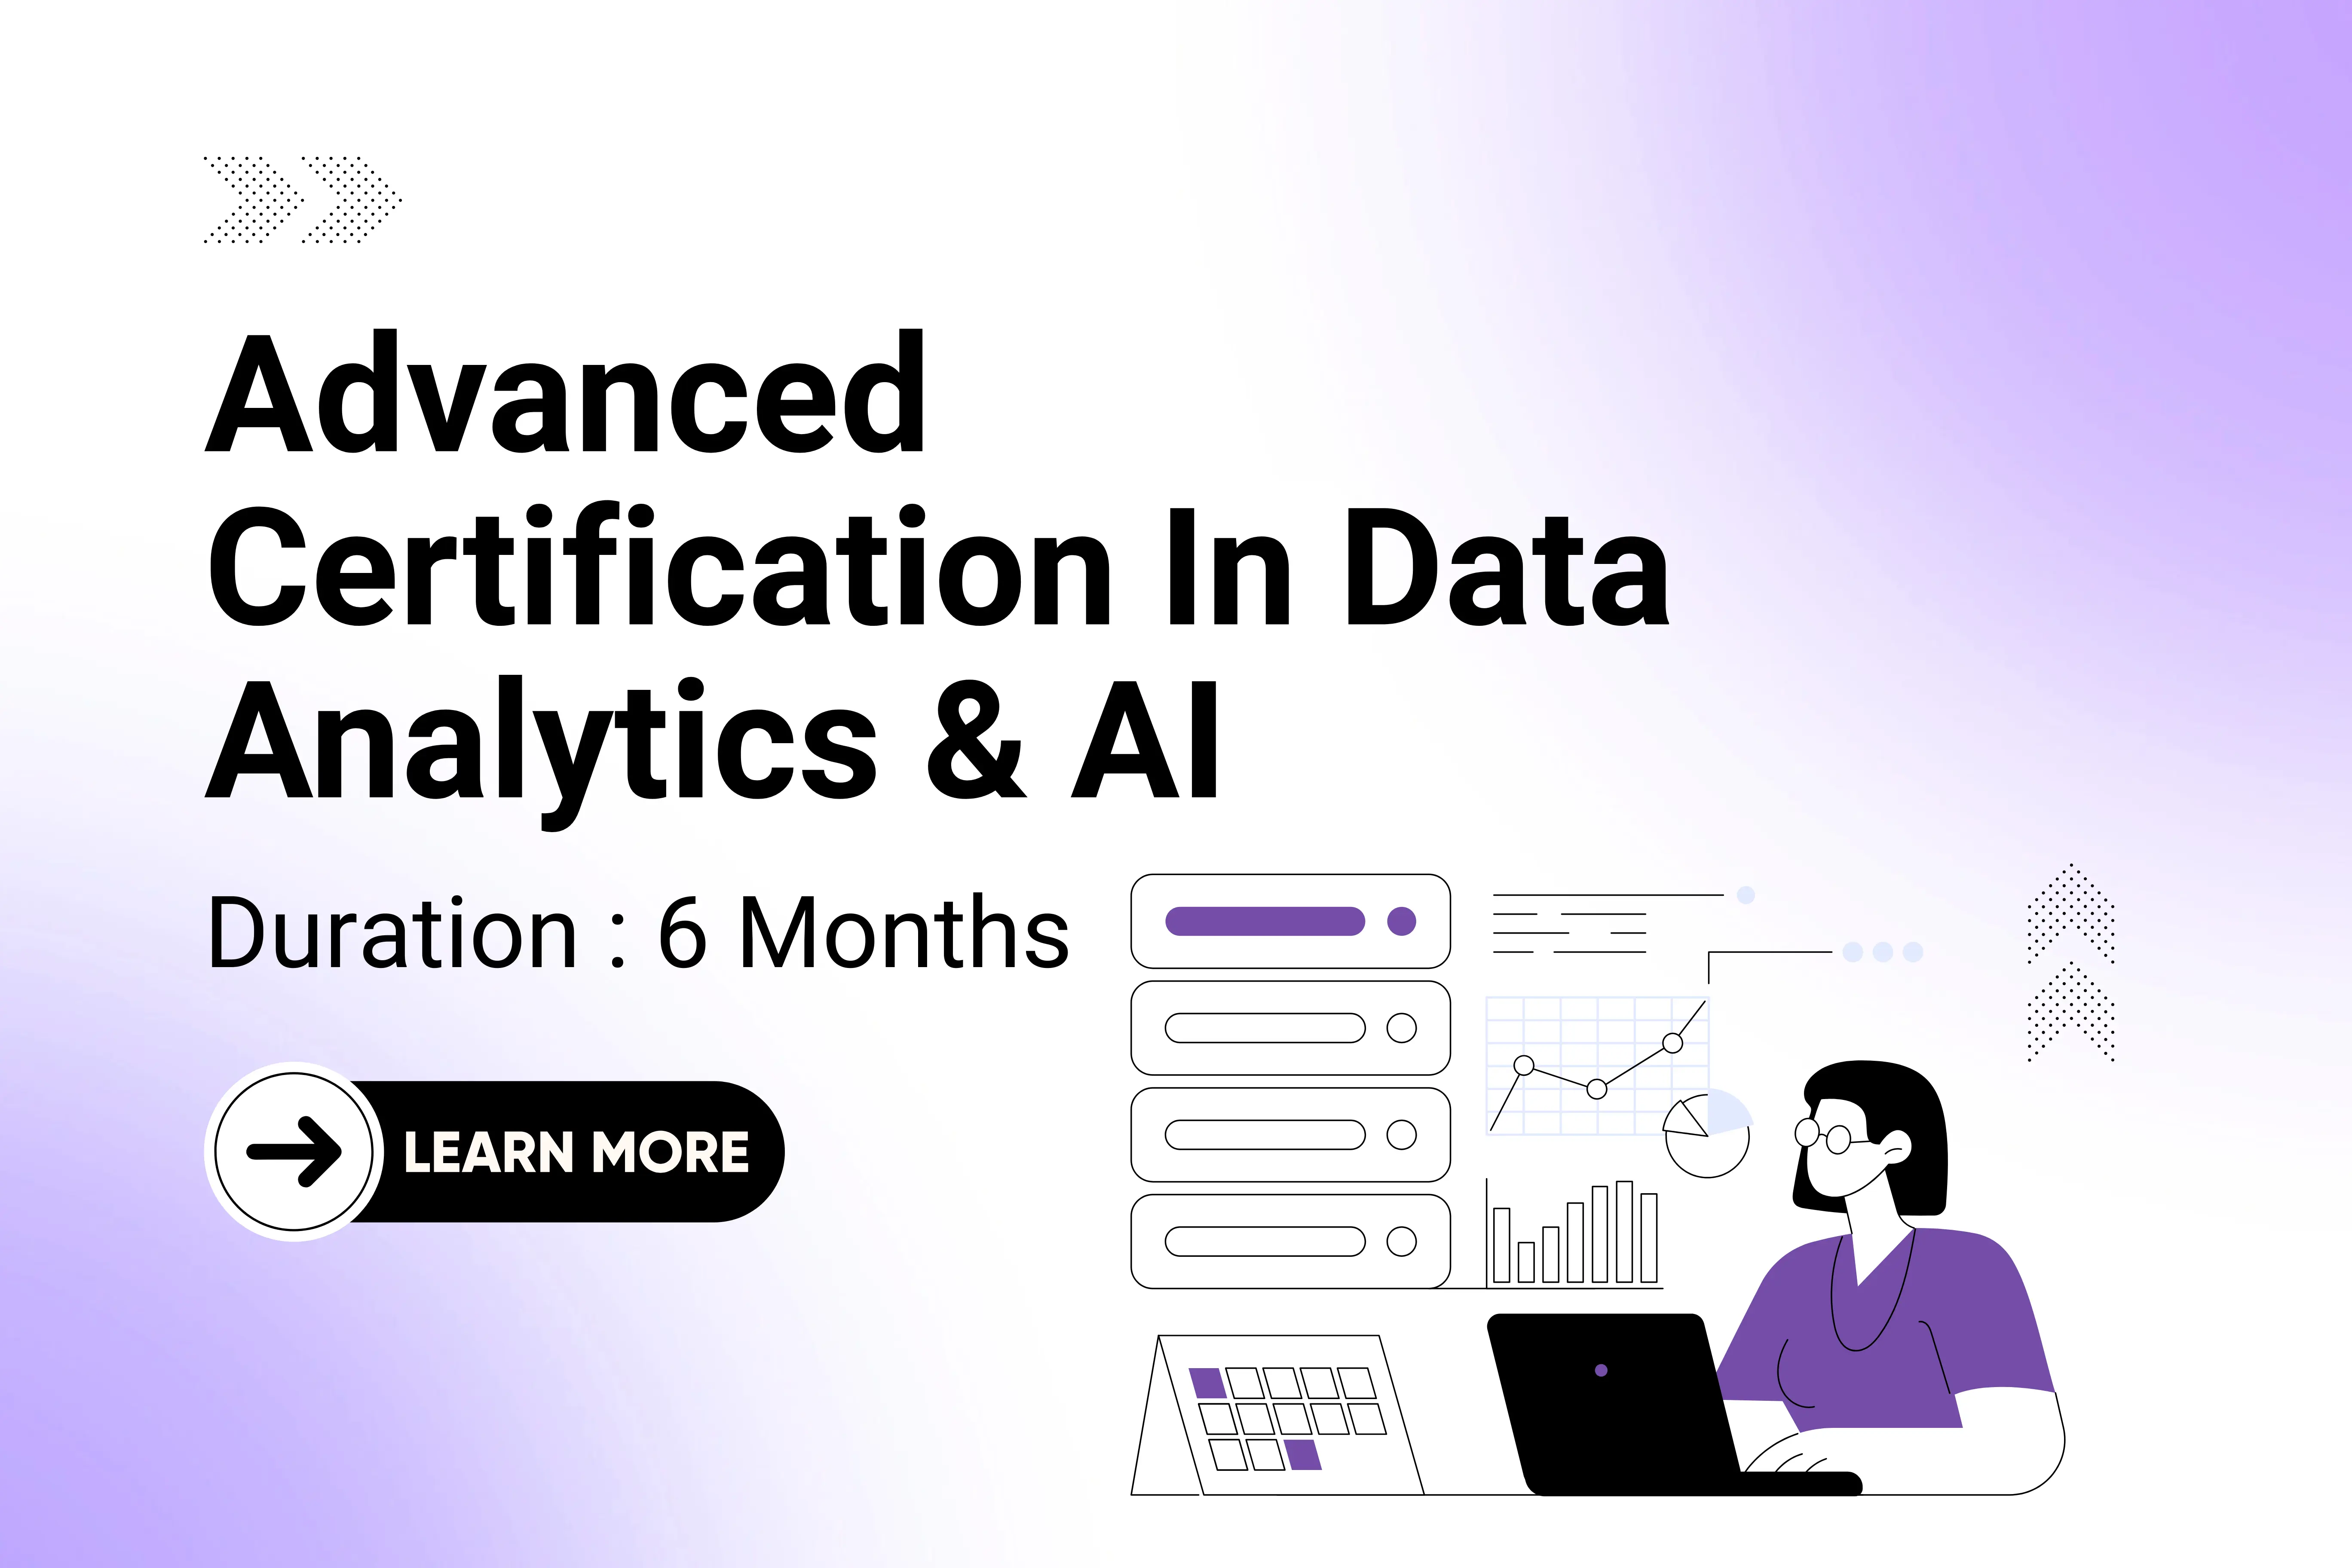 Advanced
Certification In Data
Analytics & AI
Duration : 6 Months
LEARN MORE